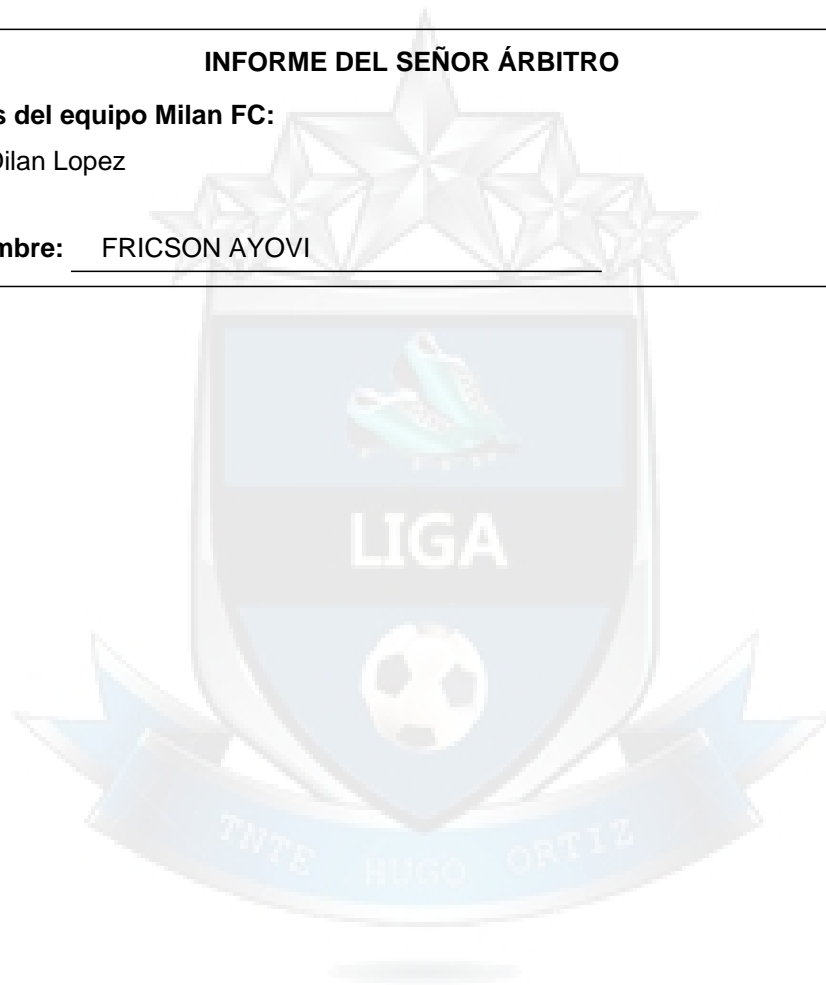 INFORME DEL SEÑOR ÁRBITRO
s del equipo Milan FC:
Dilan Lopez
mbre: FRICSON AYOVI
LIGA
TNTE HUGO ORTIZ